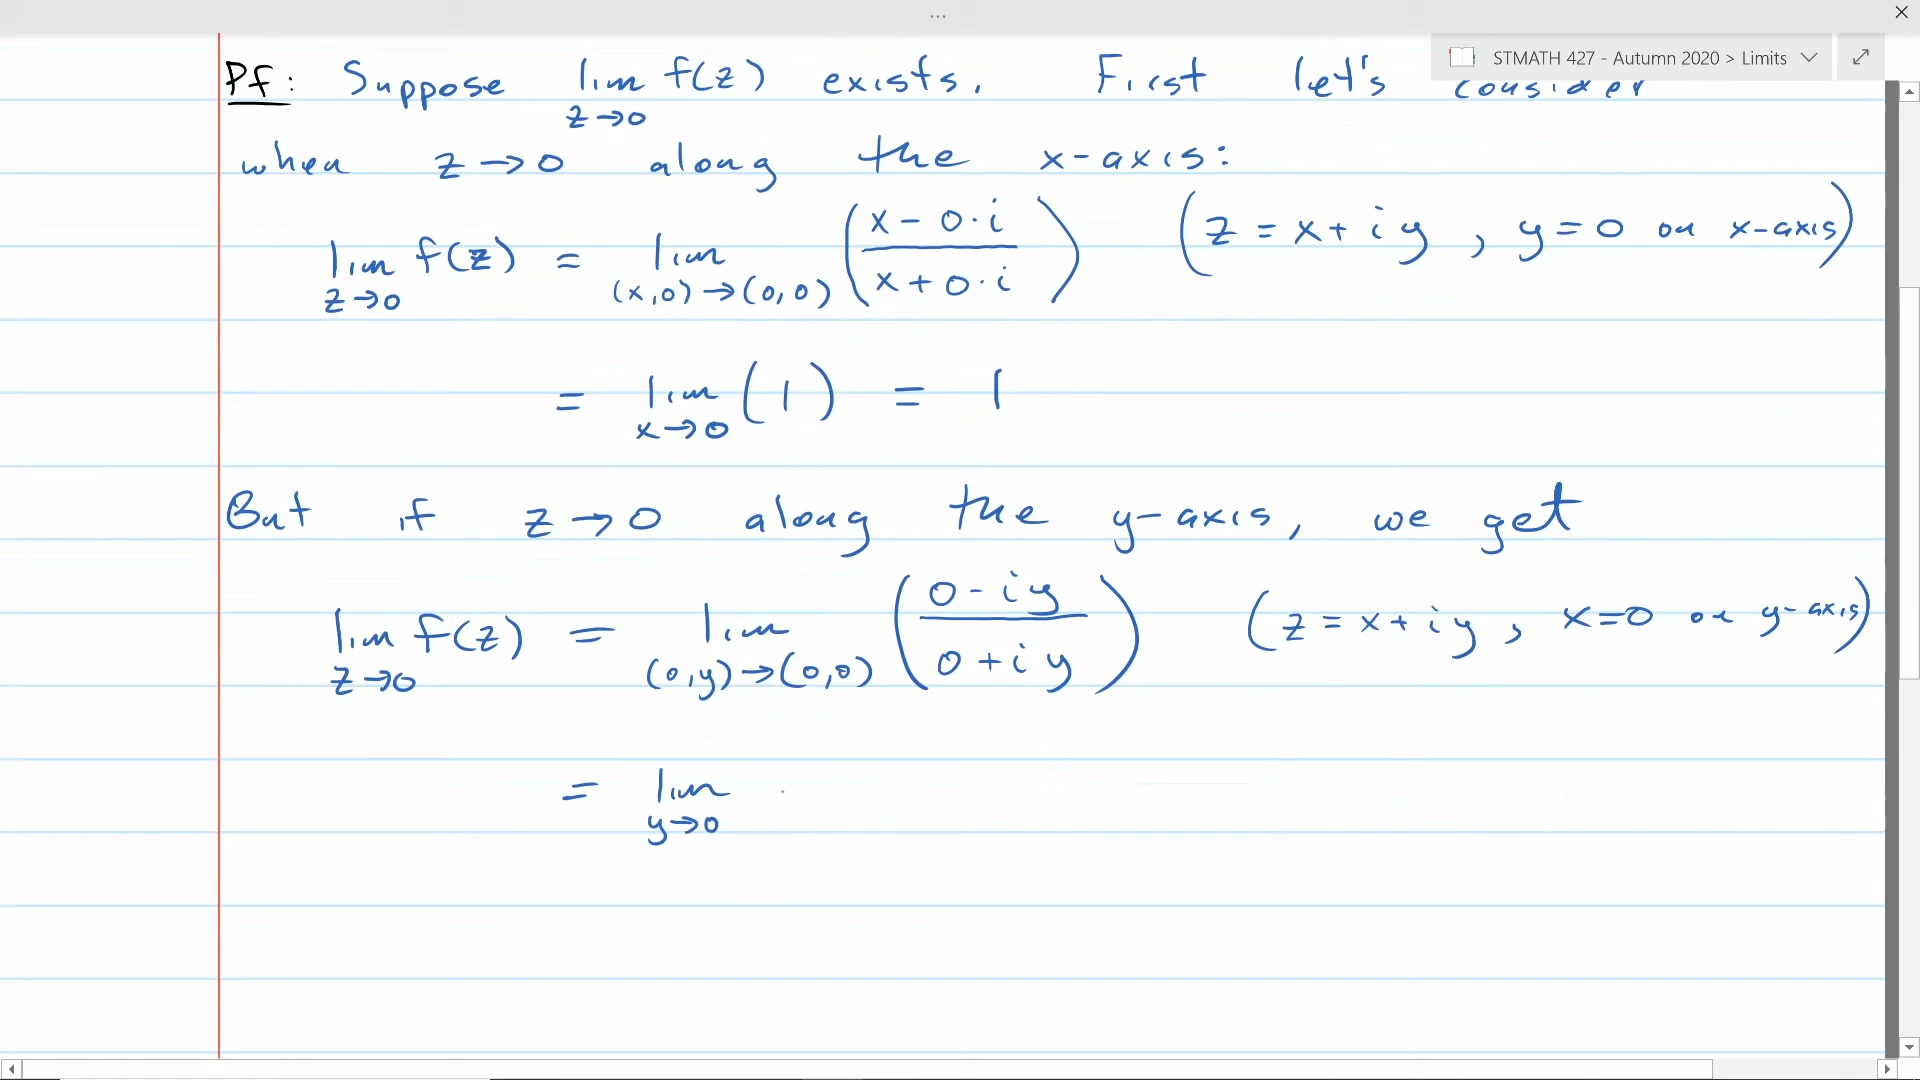 ...
STMATH 427 - Autumn 2020 > Limits
Pf: Suppose lim z→0 f(z) exists. First let's consider
when z→0 along the x-axis:
lim z→0 f(z) = lim (x,0)→(0,0) ( (x - 0·i) / (x + 0·i) ) (z = x + iy, y = 0 on x-axis)
= lim x→0 (1) = 1
But if z→0 along the y-axis, we get
lim z→0 f(z) = lim (0,y)→(0,0) ( (0 - iy) / (0 + iy) ) (z = x + iy, x = 0 on y-axis)
= lim y→0